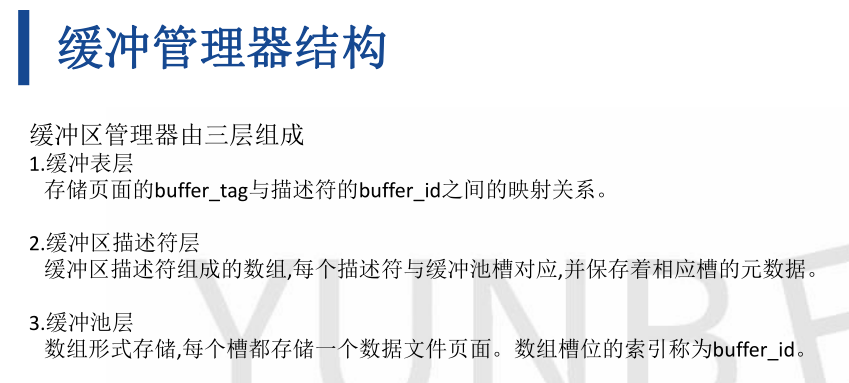 缓冲管理器结构
缓冲区管理器由三层组成
1.缓冲表层
存储页面的buffer_tag与描述符的buffer_id之间的映射关系。
2.缓冲区描述符层
缓冲区描述符组成的数组,每个描述符与缓冲池槽对应,并保存着相应槽的元数据。
3.缓冲池层
数组形式存储,每个槽都存储一个数据文件页面。数组槽位的索引称为buffer_id。